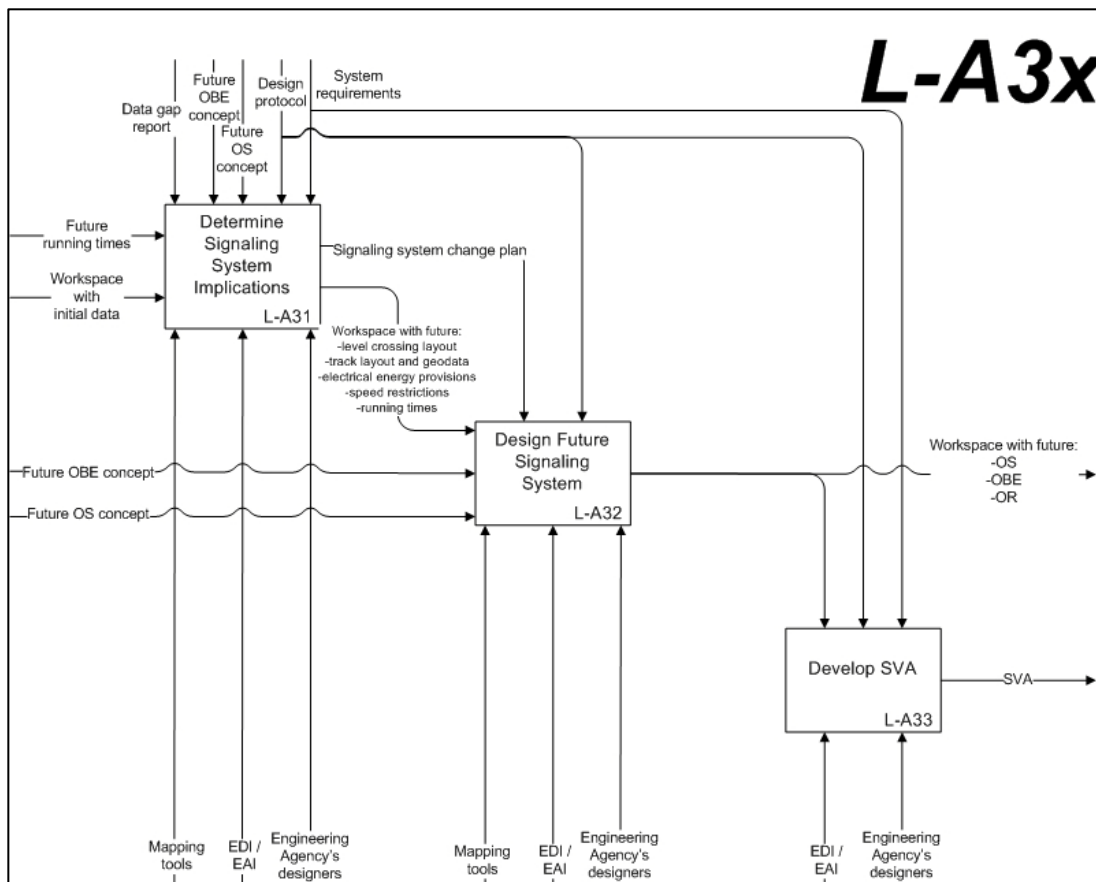 L-A3x
Data gap
report
Future
OBE
concept
Future
OS
concept
Design
protocol
System
requirements
Future
running times
Workspace
with
initial data
Determine
Signaling
System
Implications
L-A31
Signaling system change plan
Workspace with future:
-level crossing layout
-track layout and geodata
-electrical energy provisions
-speed restrictions
-running times
Future OBE concept
Future OS concept
Design Future
Signaling
System
L-A32
Workspace with future:
-OS
-OBE
-OR
Develop SVA
L-A33
SVA
Mapping
tools
EDI /
EAI
Engineering
Agency's
designers
Mapping
tools
EDI /
EAI
Engineering
Agency's
designers
EDI /
EAI
Engineering
Agency's
designers